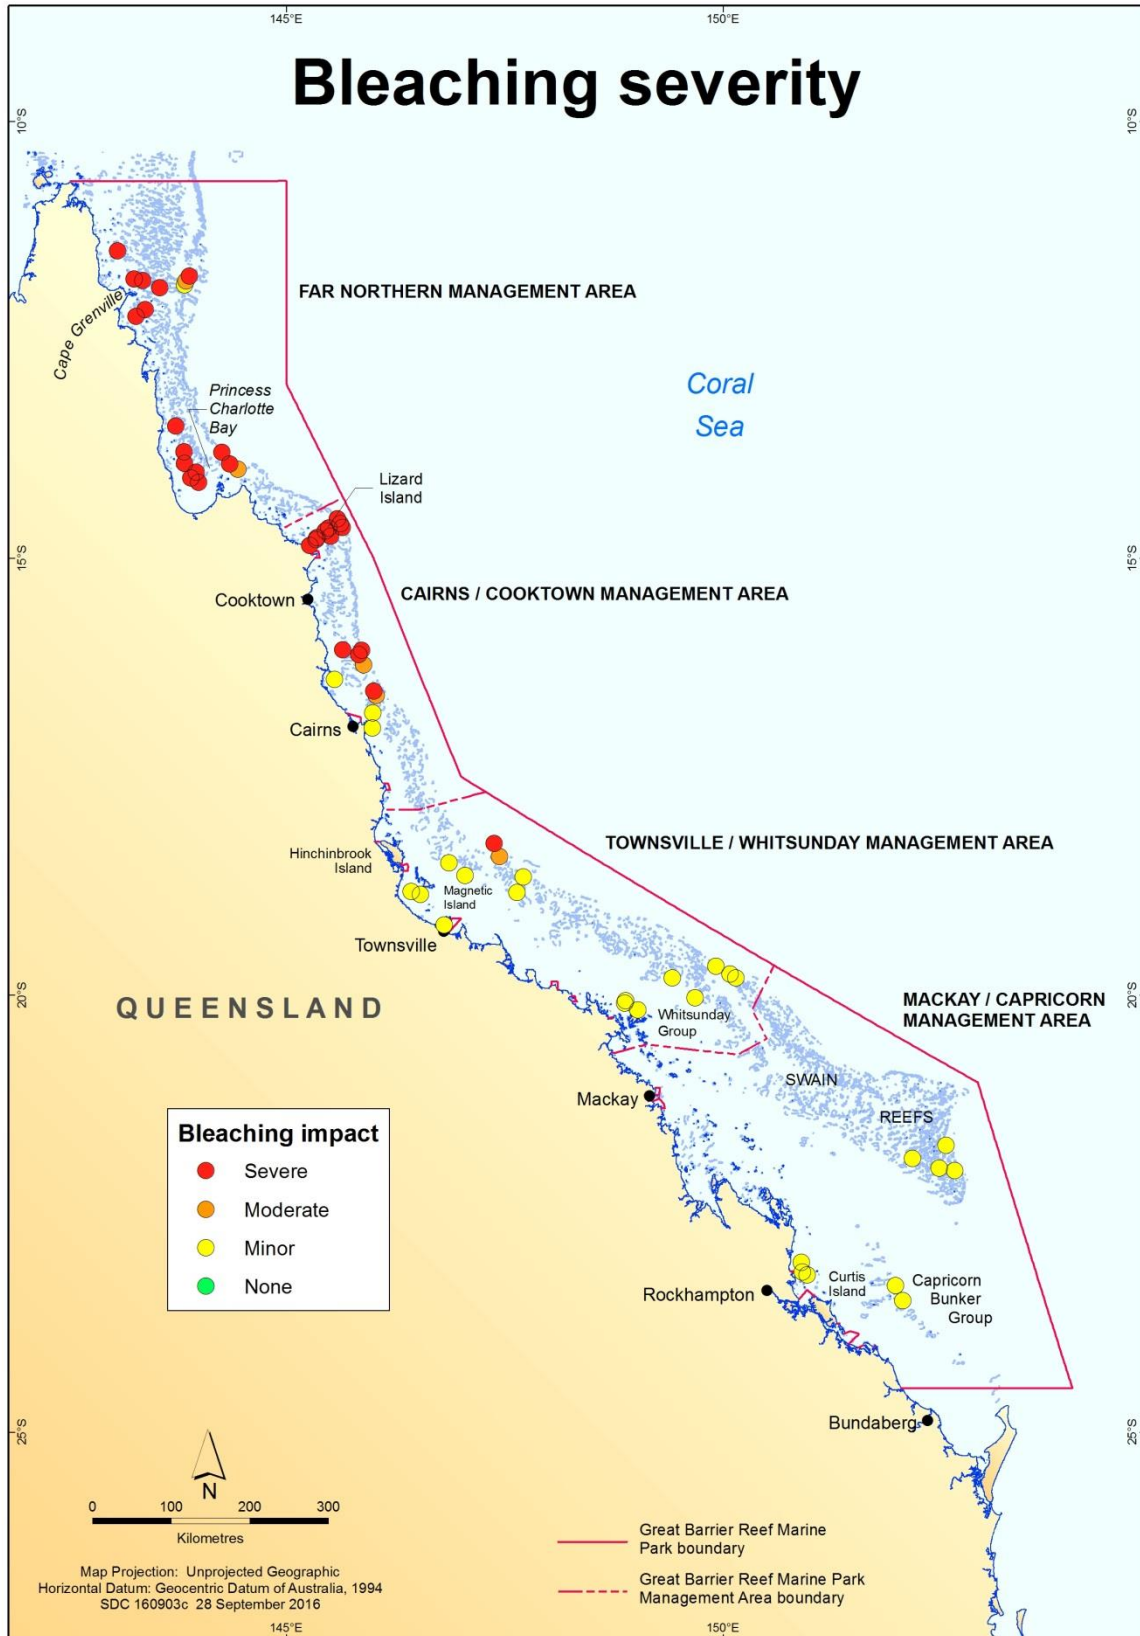 145°E
150°E
Bleaching severity
10°S
10°S
FAR NORTHERN MANAGEMENT AREA
Cape Grenville
Princess
Charlotte
Bay
Coral
Sea
Lizard
Island
15°S
15°S
Cooktown
CAIRNS / COOKTOWN MANAGEMENT AREA
Cairns
Hinchinbrook
Island
TOWNSVILLE / WHITSUNDAY MANAGEMENT AREA
Magnetic
Island
Townsville
20°S
20°S
QUEENSLAND
Whitsunday
Group
MACKAY / CAPRICORN
MANAGEMENT AREA
SWAIN
REEFS
Mackay
Bleaching impact
Severe
Moderate
Minor
None
Rockhampton
Curtis
Island
Capricorn
Bunker
Group
Bundaberg
25°S
25°S
N
0 100 200 300
Kilometres
Map Projection: Unprojected Geographic
Horizontal Datum: Geocentric Datum of Australia, 1994
SDC 160903c 28 September 2016
Great Barrier Reef Marine
Park boundary
Great Barrier Reef Marine Park
Management Area boundary
145°E
150°E